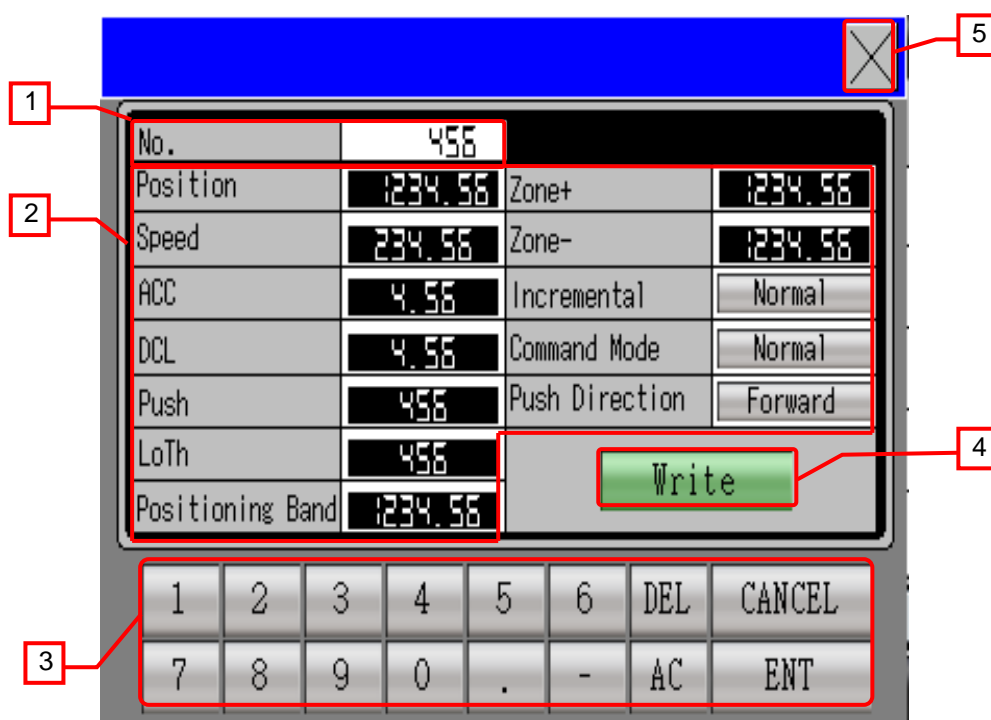 5
1
No. 456
2
Position 1234.56 Zone+ 1234.56
Speed 234.56 Zone- 1234.56
ACC 4.56 Incremental Normal
DCL 4.56 Command Mode Normal
Push 456 Push Direction Forward
LoTh 456
4
Write
Positioning Band 1234.56
3
1 2 3 4 5 6 DEL CANCEL
7 8 9 0 . - AC ENT